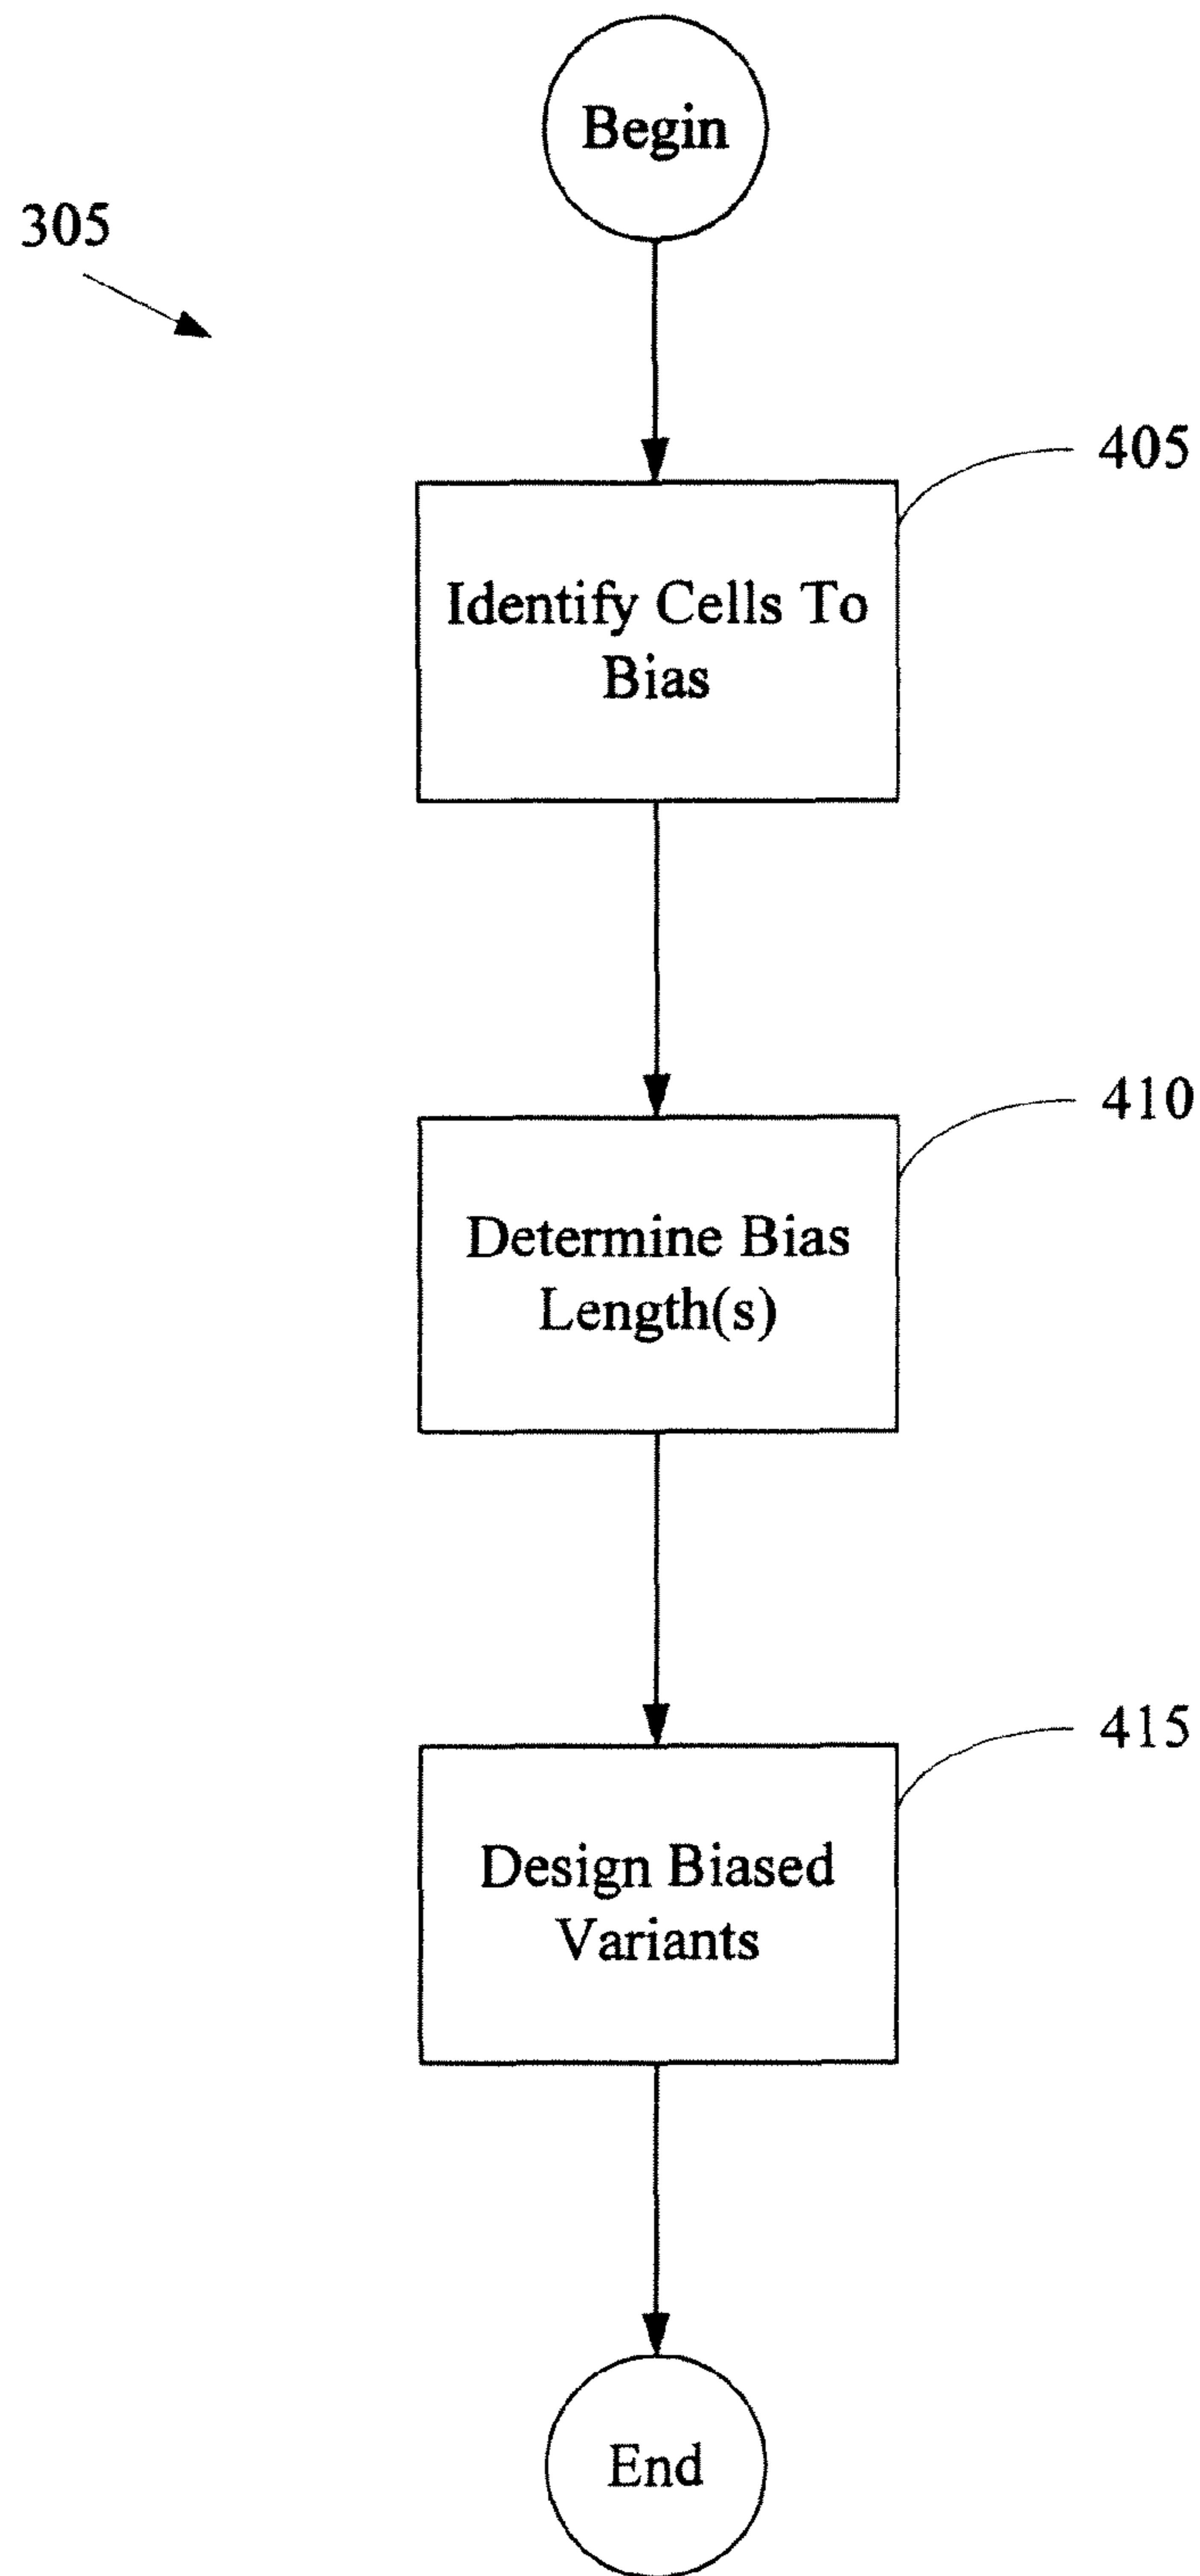 Begin
305
405
Identify Cells To
Bias
410
Determine Bias
Length(s)
415
Design Biased
Variants
End